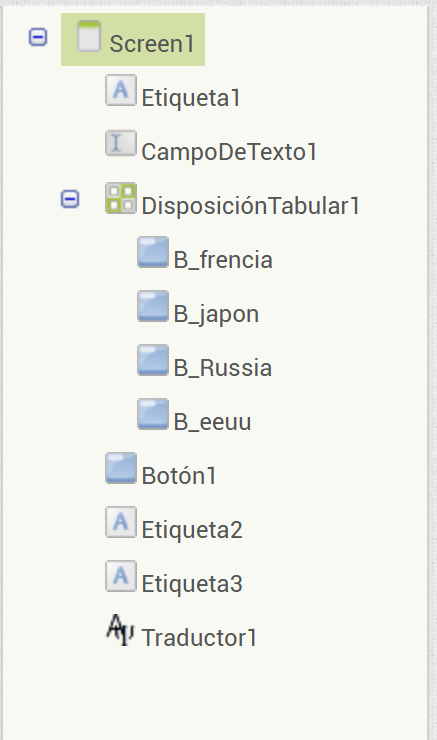 Screen1
Etiqueta1
CampoDeTexto1
DisposiciónTabular1
B_frencia
B_japon
B_Russia
B_eeuu
Botón1
Etiqueta2
Etiqueta3
Traductor1